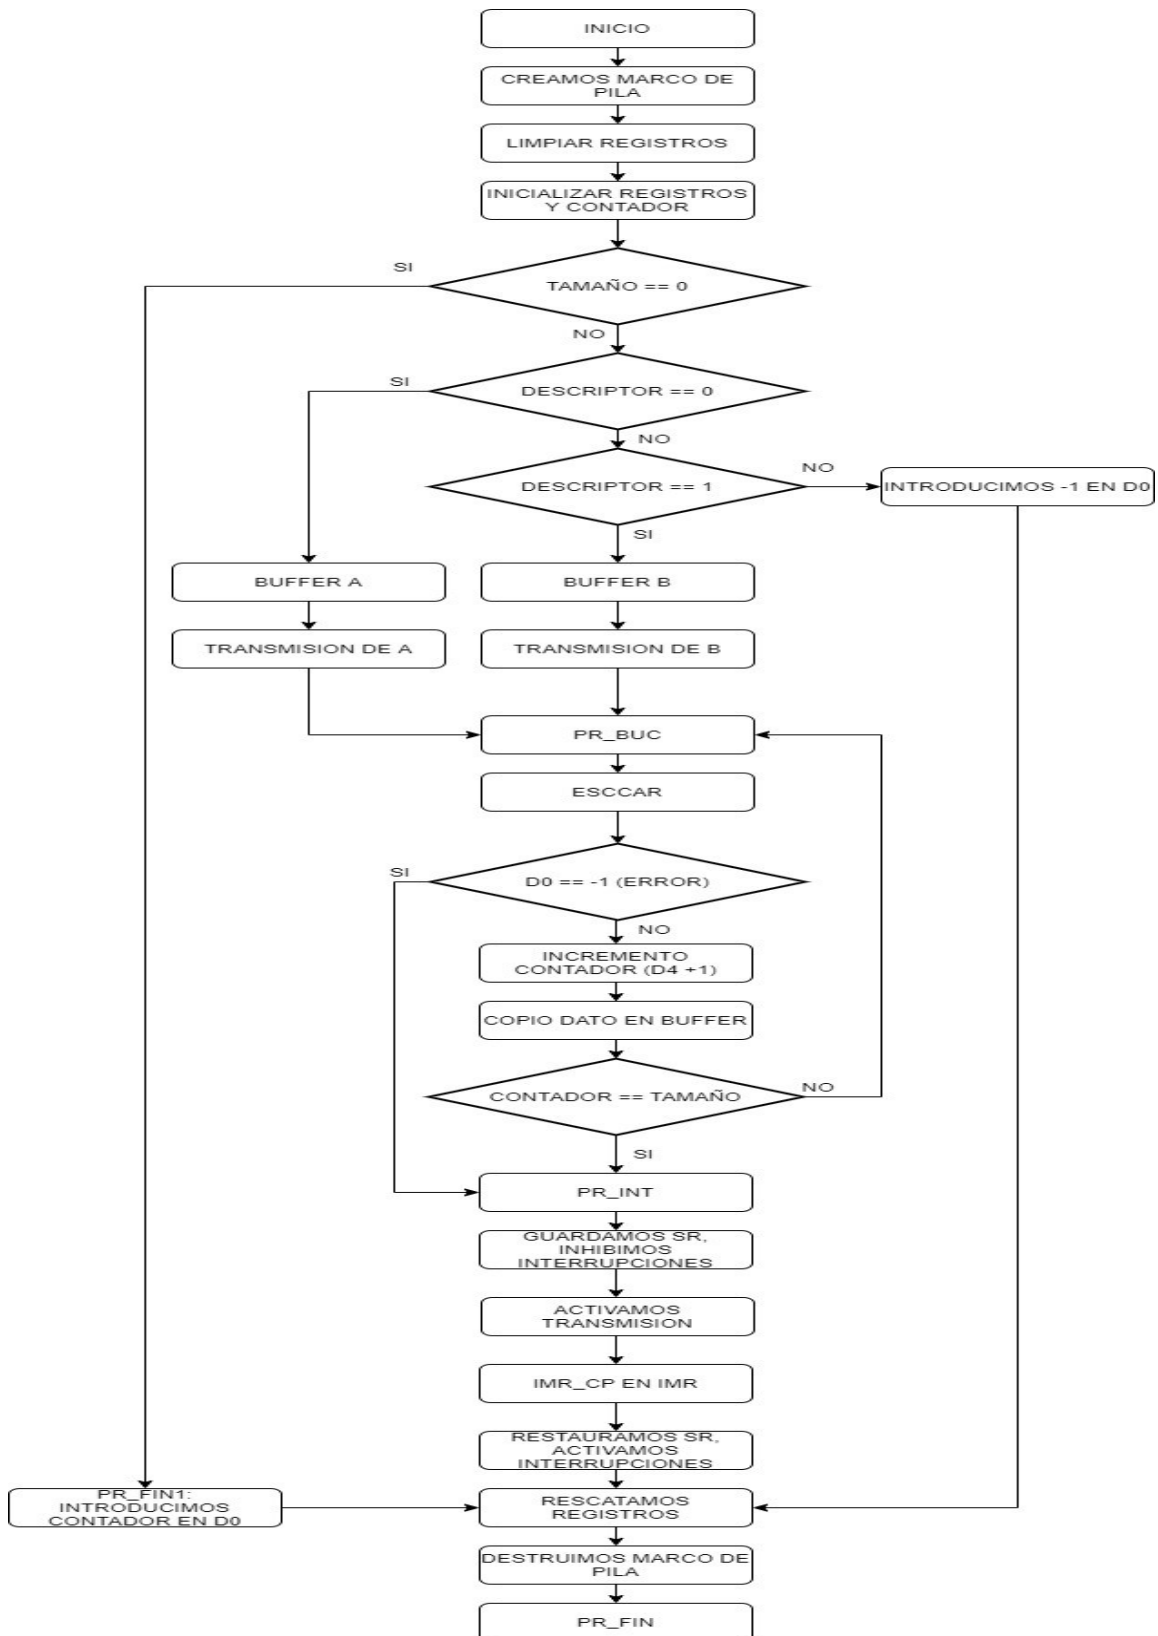 INICIO
CREAMOS MARCO DE
PILA
LIMPIAR REGISTROS
INICIALIZAR REGISTROS
Y CONTADOR
SI
TAMAÑO == 0
NO
SI
DESCRIPTOR == 0
NO
DESCRIPTOR == 1
NO
INTRODUCIMOS -1 EN D0
SI
BUFFER A
BUFFER B
TRANSMISION DE A
TRANSMISION DE B
PR_BUC
ESCCAR
SI
D0 == -1 (ERROR)
NO
INCREMENTO
CONTADOR (D4 +1)
COPIO DATO EN BUFFER
CONTADOR == TAMAÑO
NO
SI
PR_INT
GUARDAMOS SR,
INHIBIMOS
INTERRUPCIONES
ACTIVAMOS
TRANSMISION
IMR_CP EN IMR
RESTAURAMOS SR,
ACTIVAMOS
INTERRUPCIONES
PR_FIN1:
INTRODUCIMOS
CONTADOR EN D0
RESCATAMOS
REGISTROS
DESTRUIMOS MARCO DE
PILA
PR_FIN